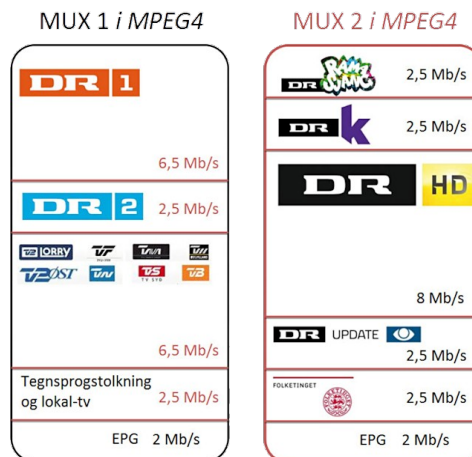 MUX 1 i MPEG4
DR 1
6,5 Mb/s
DR 2
2,5 Mb/s
TV2 LORRY
TV2 ØST
TV SYD
6,5 Mb/s
Tegnsprogstolkning
og lokal-tv
2,5 Mb/s
EPG 2 Mb/s
MUX 2 i MPEG4
DR RAMASJANG
2,5 Mb/s
DR k
2,5 Mb/s
DR HD
8 Mb/s
DR UPDATE
2,5 Mb/s
FOLKETINGET
2,5 Mb/s
EPG 2 Mb/s